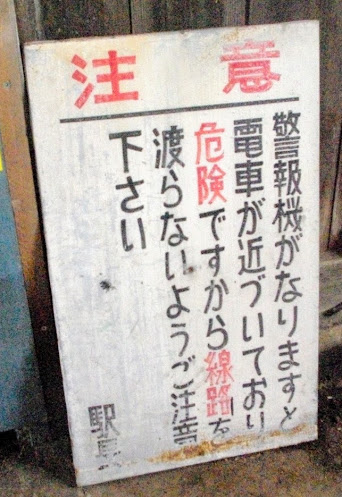 注意
警報機がなりますと
電車が近づいており
危険ですから線路を
渡らないようご注意
下さい
駅長